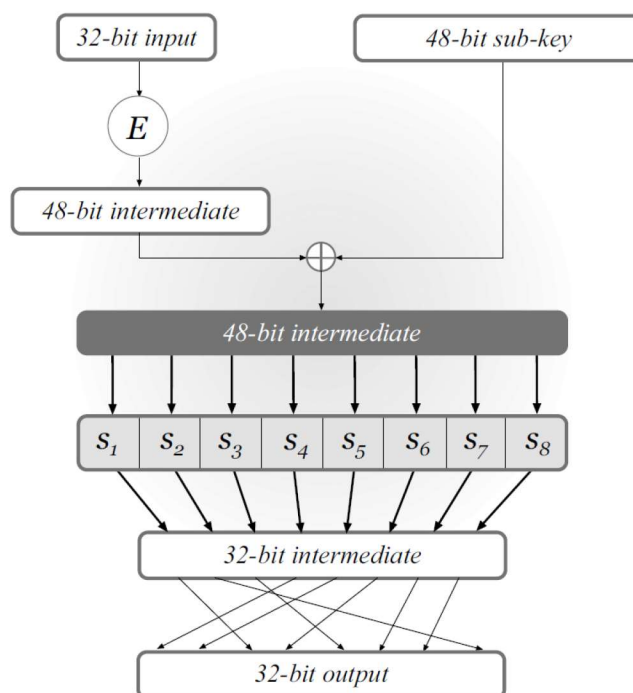 32-bit input
48-bit sub-key
E
48-bit intermediate
48-bit intermediate
S1 S2 S3 S4 S5 S6 S7 S8
32-bit intermediate
32-bit output